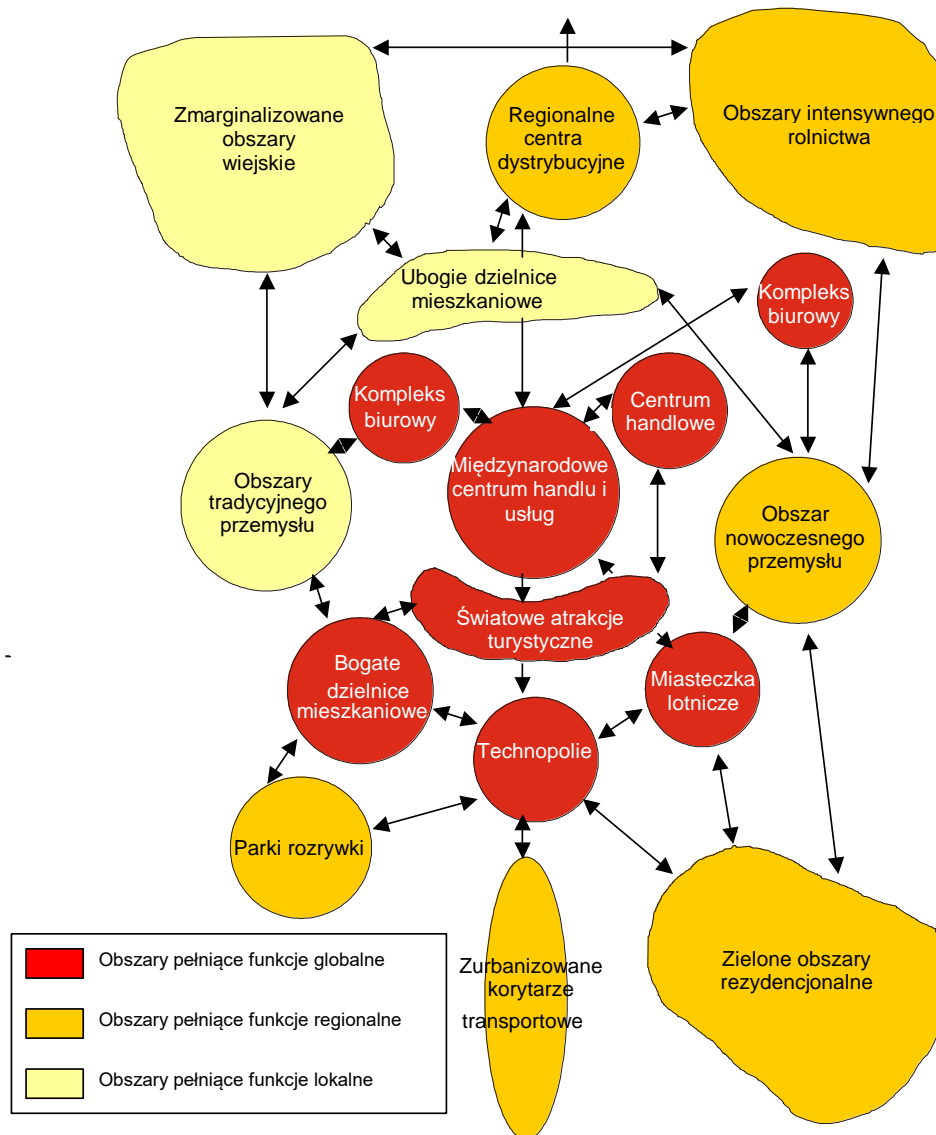 Zmarginalizowane
obszary
wiejskie
Regionalne
centra
dystrybucyjne
Obszary intensywnego
rolnictwa
Ubogie dzielnice
mieszkaniowe
Kompleks
biurowy
Kompleks
biurowy
Centrum
handlowe
Obszary
tradycyjnego
przemysłu
Międzynarodowe
centrum handlu i
usług
Obszar
nowoczesnego
przemysłu
Światowe atrakcje
turystyczne
Bogate
dzielnice
mieszkaniowe
Miasteczka
lotnicze
Technopolie
Parki rozrywki
Zurbanizowane
korytarze
transportowe
Zielone obszary
rezydencjonalne
Obszary pełniące funkcje globalne
Obszary pełniące funkcje regionalne
Obszary pełniące funkcje lokalne